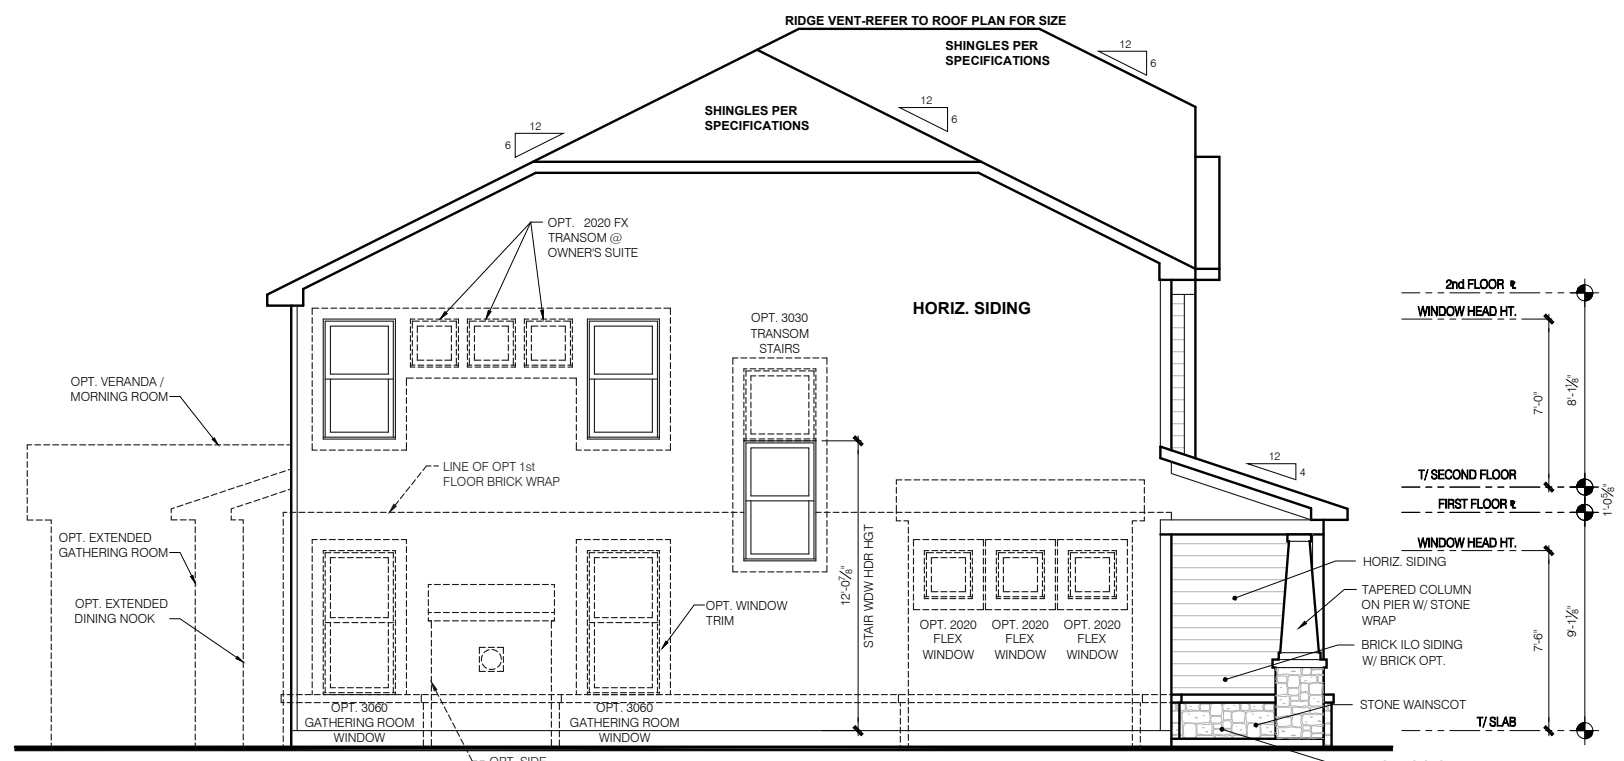 RIDGE VENT-REFER TO ROOF PLAN FOR SIZE
SHINGLES PER
SPECIFICATIONS
12
6
SHINGLES PER
SPECIFICATIONS
12
6
12
6
OPT. 2020 FX
TRANSOM @
OWNER'S SUITE
HORIZ. SIDING
OPT. 3030
TRANSOM
STAIRS
OPT. VERANDA /
MORNING ROOM
LINE OF OPT 1st
FLOOR BRICK WRAP
OPT. EXTENDED
GATHERING ROOM
OPT. EXTENDED
DINING NOOK
OPT. WINDOW
TRIM
12'-0⅞"
STAIR WDW HDR HGT
OPT. 2020
FLEX
WINDOW
OPT. 2020
FLEX
WINDOW
OPT. 2020
FLEX
WINDOW
OPT. 3060
GATHERING ROOM
WINDOW
OPT. 3060
GATHERING ROOM
WINDOW
OPT. SIDE
12
4
2nd FLOOR ℄
WINDOW HEAD HT.
7'-0"
8'-1⅛"
T/ SECOND FLOOR
FIRST FLOOR ℄
1'-0⅝"
WINDOW HEAD HT.
7'-6"
9'-1⅛"
T/ SLAB
HORIZ. SIDING
TAPERED COLUMN
ON PIER W/ STONE
WRAP
BRICK ILO SIDING
W/ BRICK OPT.
STONE WAINSCOT